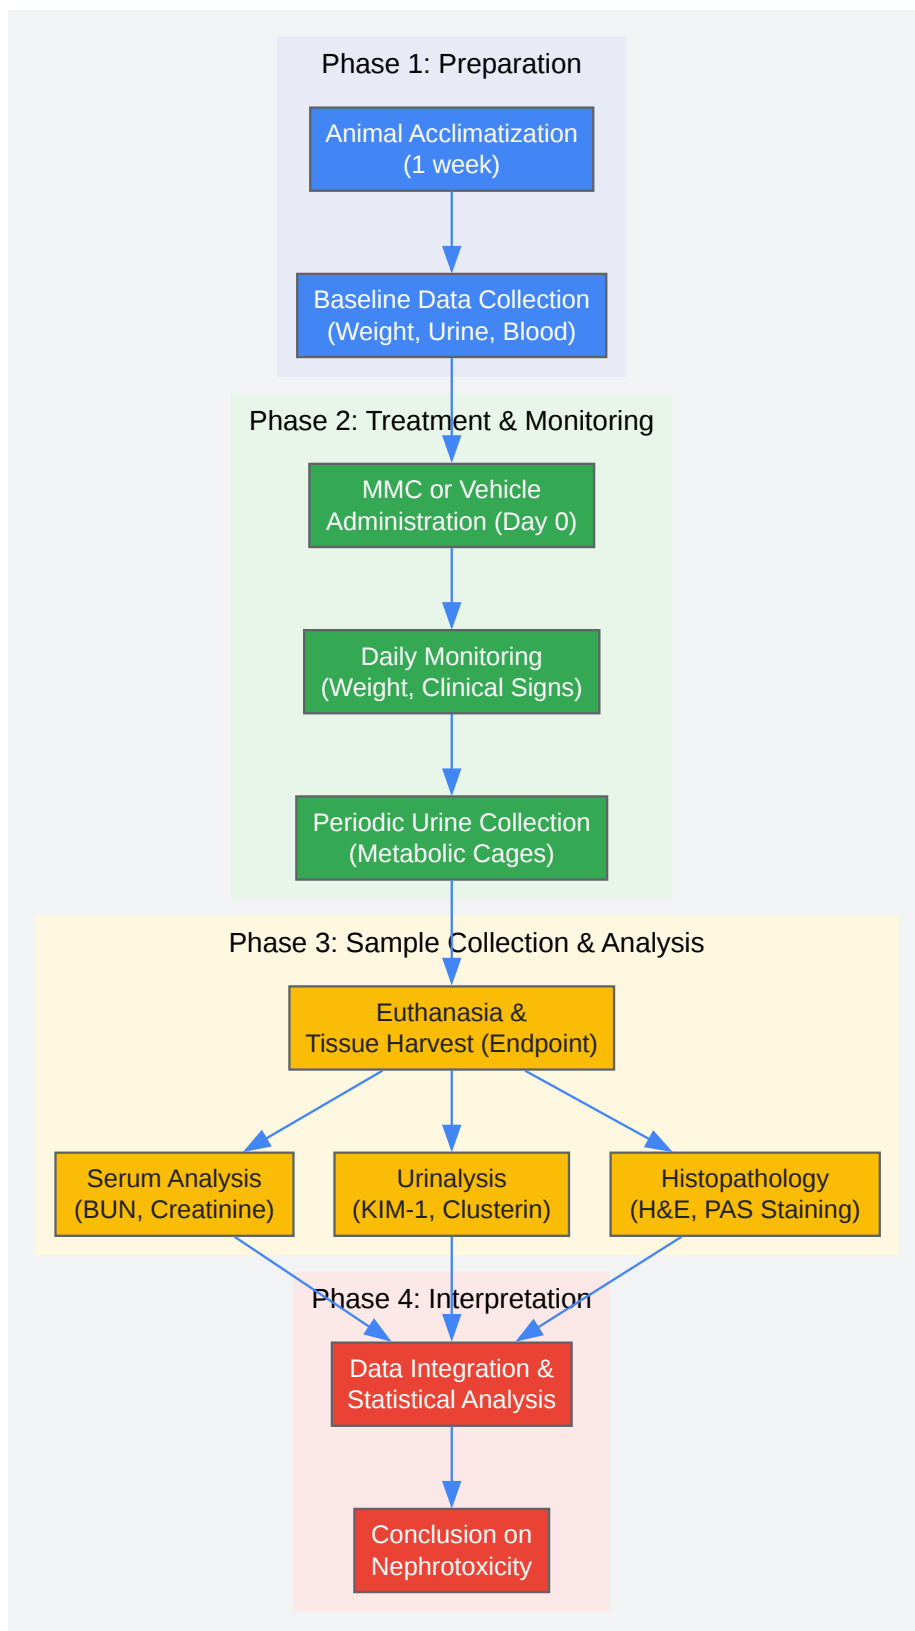 Phase 1: Preparation
Animal Acclimatization
(1 week)
Baseline Data Collection
(Weight, Urine, Blood)
Phase 2: Treatment & Monitoring
MMC or Vehicle
Administration (Day 0)
Daily Monitoring
(Weight, Clinical Signs)
Periodic Urine Collection
(Metabolic Cages)
Phase 3: Sample Collection & Analysis
Euthanasia &
Tissue Harvest (Endpoint)
Serum Analysis
(BUN, Creatinine)
Urinalysis
(KIM-1, Clusterin)
Histopathology
(H&E, PAS Staining)
Phase 4: Interpretation
Data Integration &
Statistical Analysis
Conclusion on
Nephrotoxicity